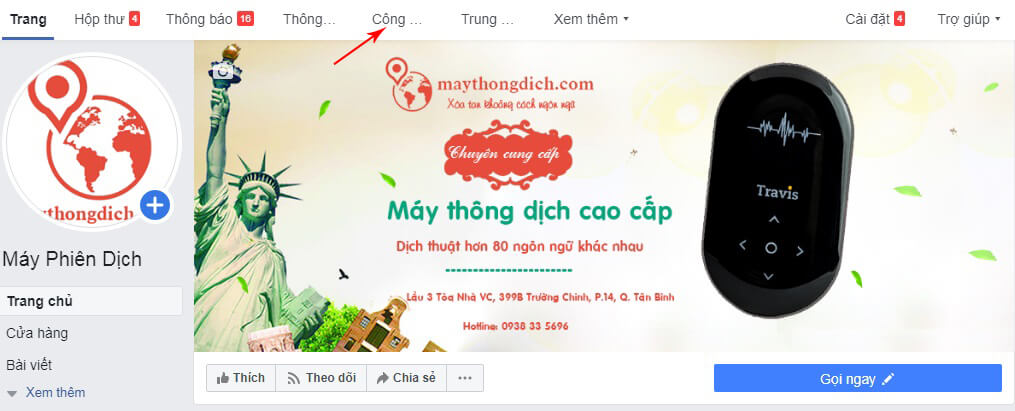 Trang Hộp thư 4 Thông báo 16 Thông... Công ... Trung ... Xem thêm Cài đặt 4 Trợ giúp
maythongdich.com
Xóa tan khoảng cách ngôn ngữ
Chuyên cung cấp
Travis
Máy thông dịch cao cấp
ythongdich
Dịch thuật hơn 80 ngôn ngữ khác nhau
Máy Phiên Dịch
Lầu 3 Tòa Nhà VC, 399B Trường Chinh, P.14, Q. Tân Bình
Hotline: 0938 33 5696
Trang chủ
Cửa hàng
Bài viết
Xem thêm
Thích Theo dõi Chia sẻ ... Gọi ngay